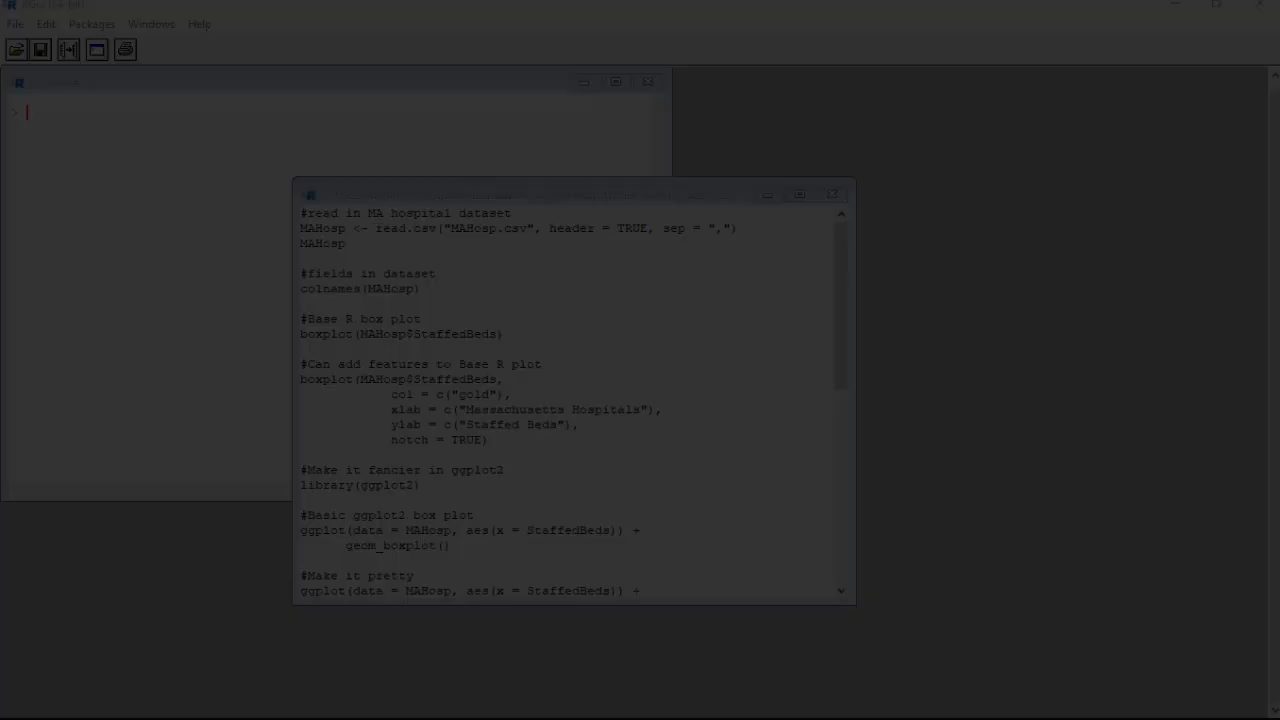 RGui (64-bit)
File Edit Packages Windows Help
>
#read in MA hospital dataset
MAHosp <- read.csv("MAHosp.csv", header = TRUE, sep = ",")
MAHosp
#fields in dataset
colnames(MAHosp)
#Base R box plot
boxplot(MAHosp$StaffedBeds)
#Can add features to Base R plot
boxplot(MAHosp$StaffedBeds,
col = c("gold"),
xlab = c("Massachusetts Hospitals"),
ylab = c("Staffed Beds"),
notch = TRUE)
#Make it fancier in ggplot2
library(ggplot2)
#Basic ggplot2 box plot
ggplot(data = MAHosp, aes(x = StaffedBeds)) +
geom_boxplot()
#Make it pretty
ggplot(data = MAHosp, aes(x = StaffedBeds)) +